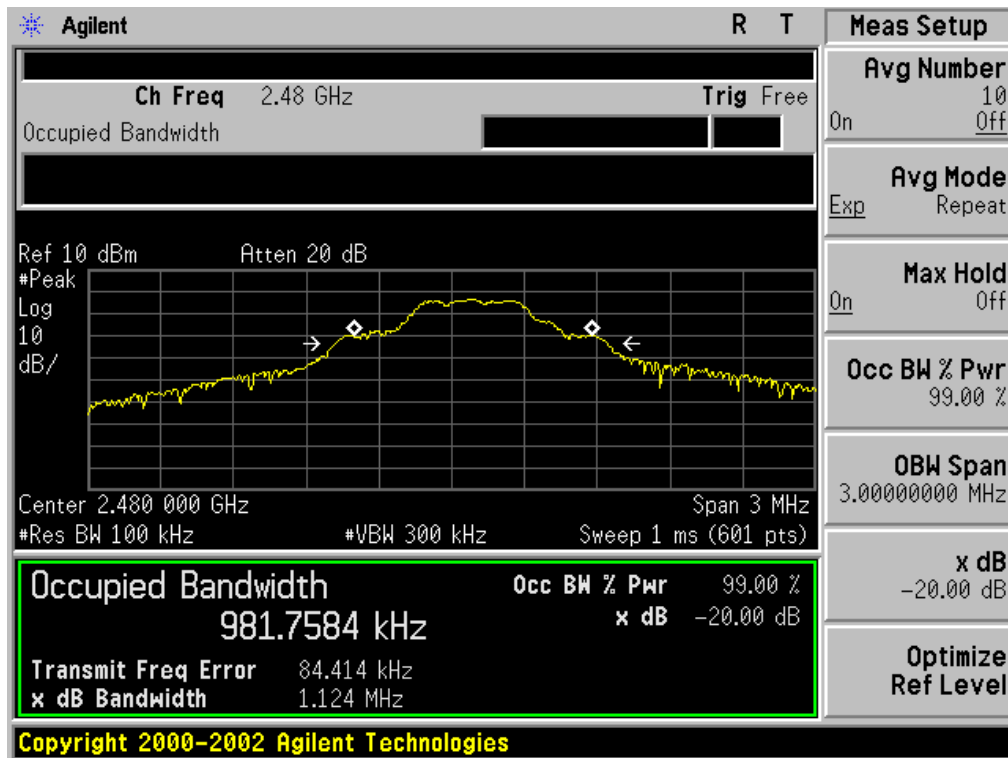 Agilent R T
Ch Freq 2.48 GHz Trig Free
Occupied Bandwidth
Ref 10 dBm Atten 20 dB
#Peak
Log
10
dB/
Center 2.480 000 GHz Span 3 MHz
#Res BW 100 kHz #VBW 300 kHz Sweep 1 ms (601 pts)
Occupied Bandwidth Occ BW % Pwr 99.00 %
981.7584 kHz x dB -20.00 dB
Transmit Freq Error 84.414 kHz
x dB Bandwidth 1.124 MHz
Copyright 2000-2002 Agilent Technologies
Meas Setup
Avg Number
10
On Off
Avg Mode
Exp Repeat
Max Hold
On Off
Occ BW % Pwr
99.00 %
OBW Span
3.00000000 MHz
x dB
-20.00 dB
Optimize
Ref Level